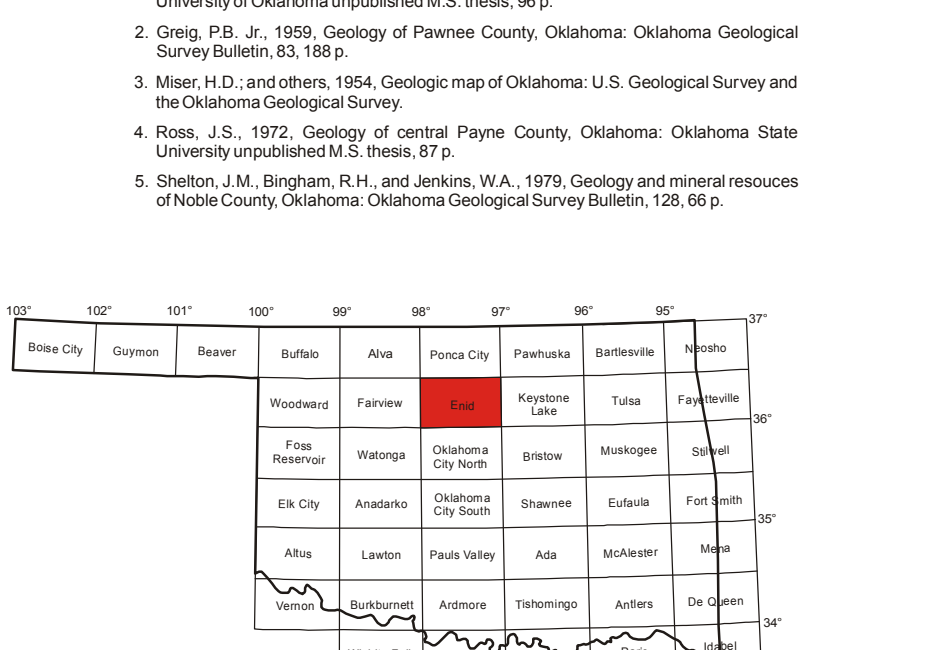 University of Oklahoma unpublished M.S. thesis, 96 p.
2. Greig, P.B. Jr., 1959, Geology of Pawnee County, Oklahoma: Oklahoma Geological
Survey Bulletin, 83, 188 p.
3. Miser, H.D.; and others, 1954, Geologic map of Oklahoma: U.S. Geological Survey and
the Oklahoma Geological Survey.
4. Ross, J.S., 1972, Geology of central Payne County, Oklahoma: Oklahoma State
University unpublished M.S. thesis, 87 p.
5. Shelton, J.M., Bingham, R.H., and Jenkins, W.A., 1979, Geology and mineral resouces
of Noble County, Oklahoma: Oklahoma Geological Survey Bulletin, 128, 66 p.
103° 102° 101° 100° 99° 98° 97° 96° 95°
37°
Boise City Guymon Beaver Buffalo Alva Ponca City Pawhuska Bartlesville Neosho
Woodward Fairview Enid Keystone
Lake Tulsa Fayetteville
36°
Foss
Reservoir Watonga Oklahoma
City North Bristow Muskogee Stilwell
Elk City Anadarko Oklahoma
City South Shawnee Eufaula Fort Smith
35°
Altus Lawton Pauls Valley Ada McAlester Mena
Vernon Burkburnett Ardmore Tishomingo Antlers De Queen
34°
Idabel